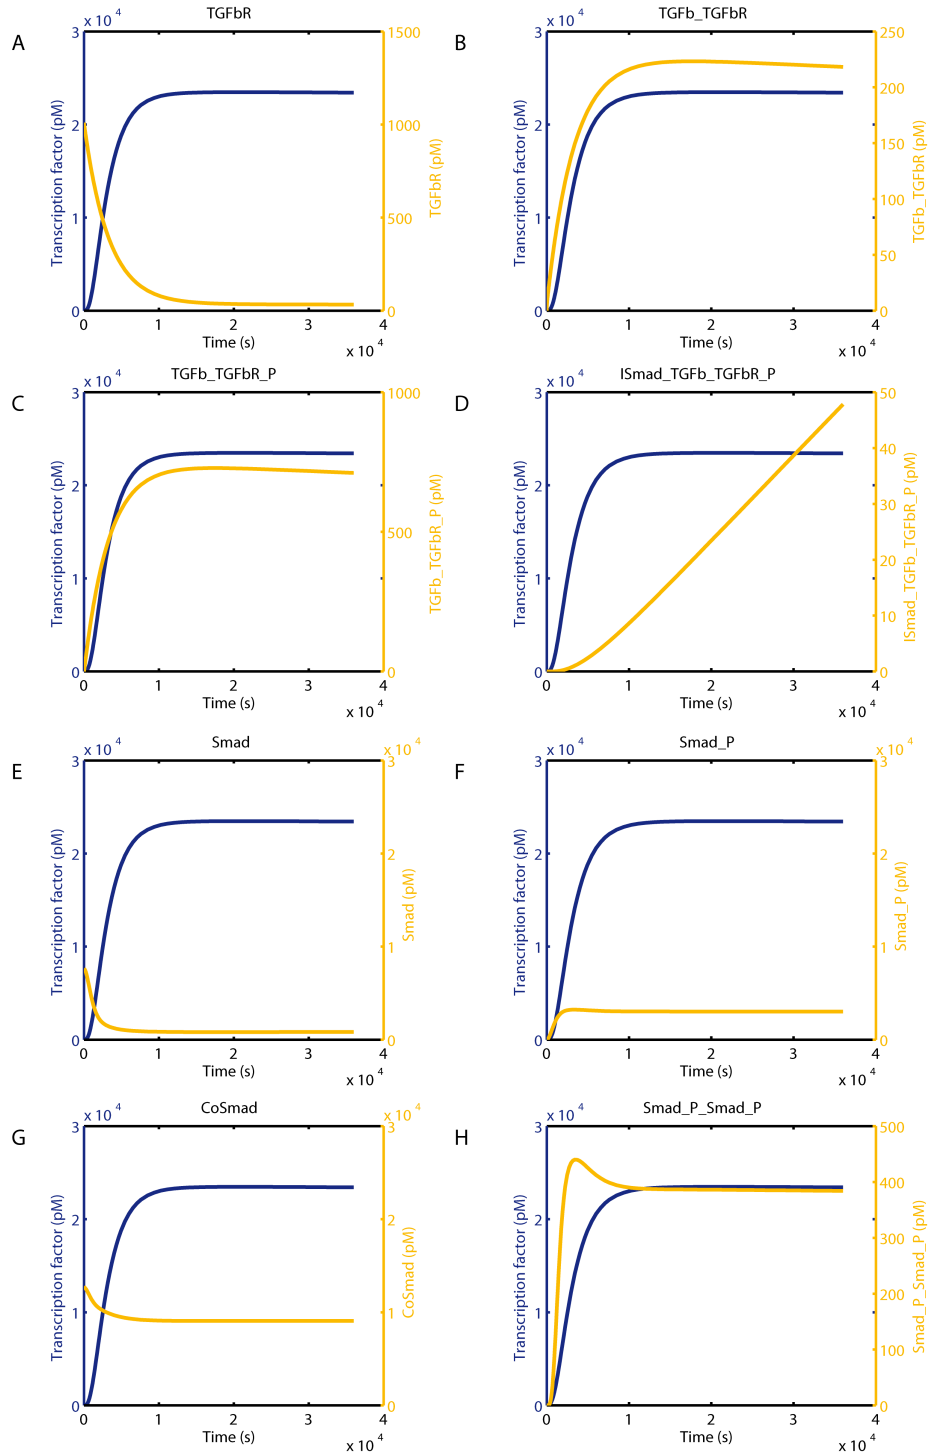 A
TGFbR
x 10 4
3
2
1
0
Transcription factor (pM)
1500
1000
500
0
TGFbR (pM)
0 1 2 3 4
Time (s)
x 10 4
B
TGFb_TGFbR
x 10 4
3
2
1
0
Transcription factor (pM)
250
200
150
100
50
0
TGFb_TGFbR (pM)
0 1 2 3 4
Time (s)
x 10 4
C
TGFb_TGFbR_P
x 10 4
3
2
1
0
Transcription factor (pM)
1000
500
0
TGFb_TGFbR_P (pM)
0 1 2 3 4
Time (s)
x 10 4
D
ISmad_TGFb_TGFbR_P
x 10 4
3
2
1
0
Transcription factor (pM)
50
40
30
20
10
0
ISmad_TGFb_TGFbR_P (pM)
0 1 2 3 4
Time (s)
x 10 4
E
Smad
x 10 4
3
2
1
0
Transcription factor (pM)
x 10 4
3
2
1
0
Smad (pM)
0 1 2 3 4
Time (s)
x 10 4
F
Smad_P
x 10 4
3
2
1
0
Transcription factor (pM)
x 10 4
3
2
1
0
Smad_P (pM)
0 1 2 3 4
Time (s)
x 10 4
G
CoSmad
x 10 4
3
2
1
0
Transcription factor (pM)
x 10 4
3
2
1
0
CoSmad (pM)
0 1 2 3 4
Time (s)
x 10 4
H
Smad_P_Smad_P
x 10 4
3
2
1
0
Transcription factor (pM)
500
400
300
200
100
0
Smad_P_Smad_P (pM)
0 1 2 3 4
Time (s)
x 10 4